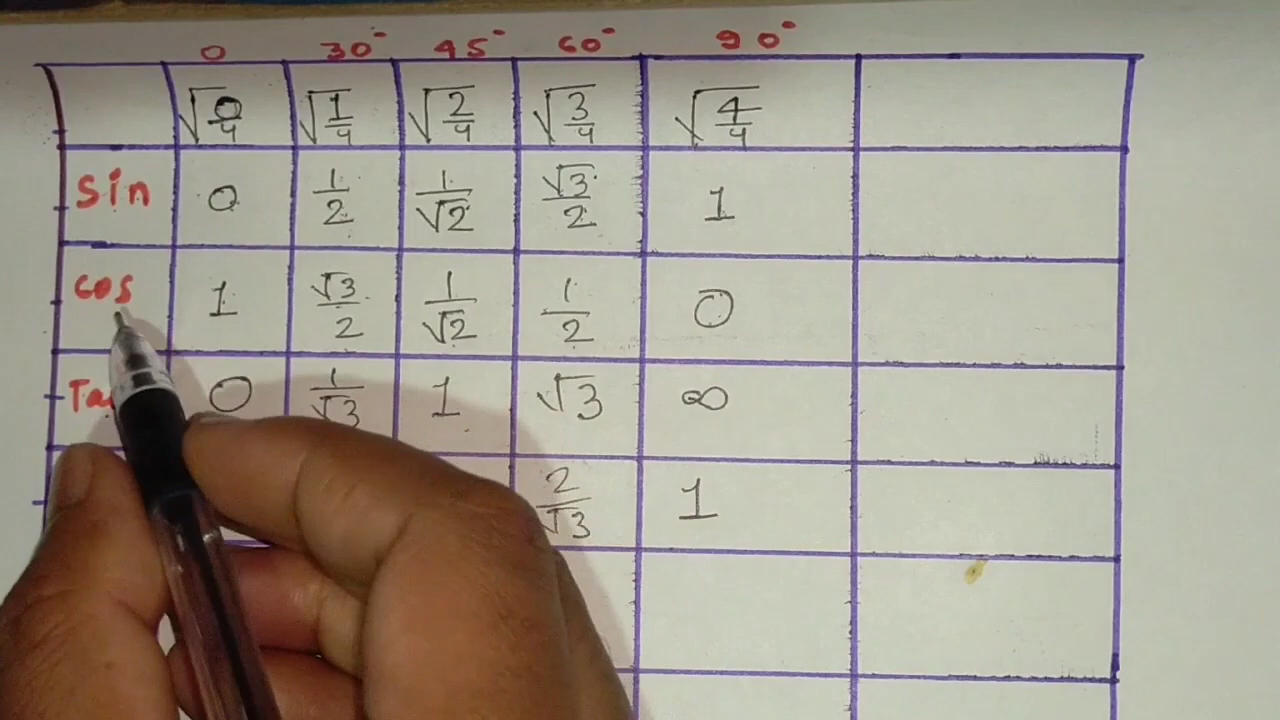 0 30° 45° 60° 90°
√0/4 √1/4 √2/4 √3/4 √4/4
Sin 0 1/2 1/√2 √3/2 1
cos 1 √3/2 1/√2 1/2 0
0 1/√3 1 √3 ∞
2/√3 1